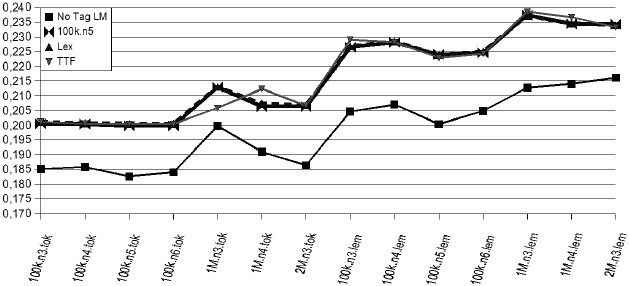 0,240
0,235
0,230
0,225
0,220
0,215
0,210
0,205
0,200
0,195
0,190
0,185
0,180
0,175
0,170
No Tag LM
100k.n5
Lex
TTF
100k.n3.tok
100k.n4.tok
100k.n5.tok
100k.n6.tok
1M.n3.tok
1M.n4.tok
2M.n3.tok
100k.n3.lem
100k.n4.lem
100k.n5.lem
100k.n6.lem
1M.n3.lem
1M.n4.lem
2M.n3.lem